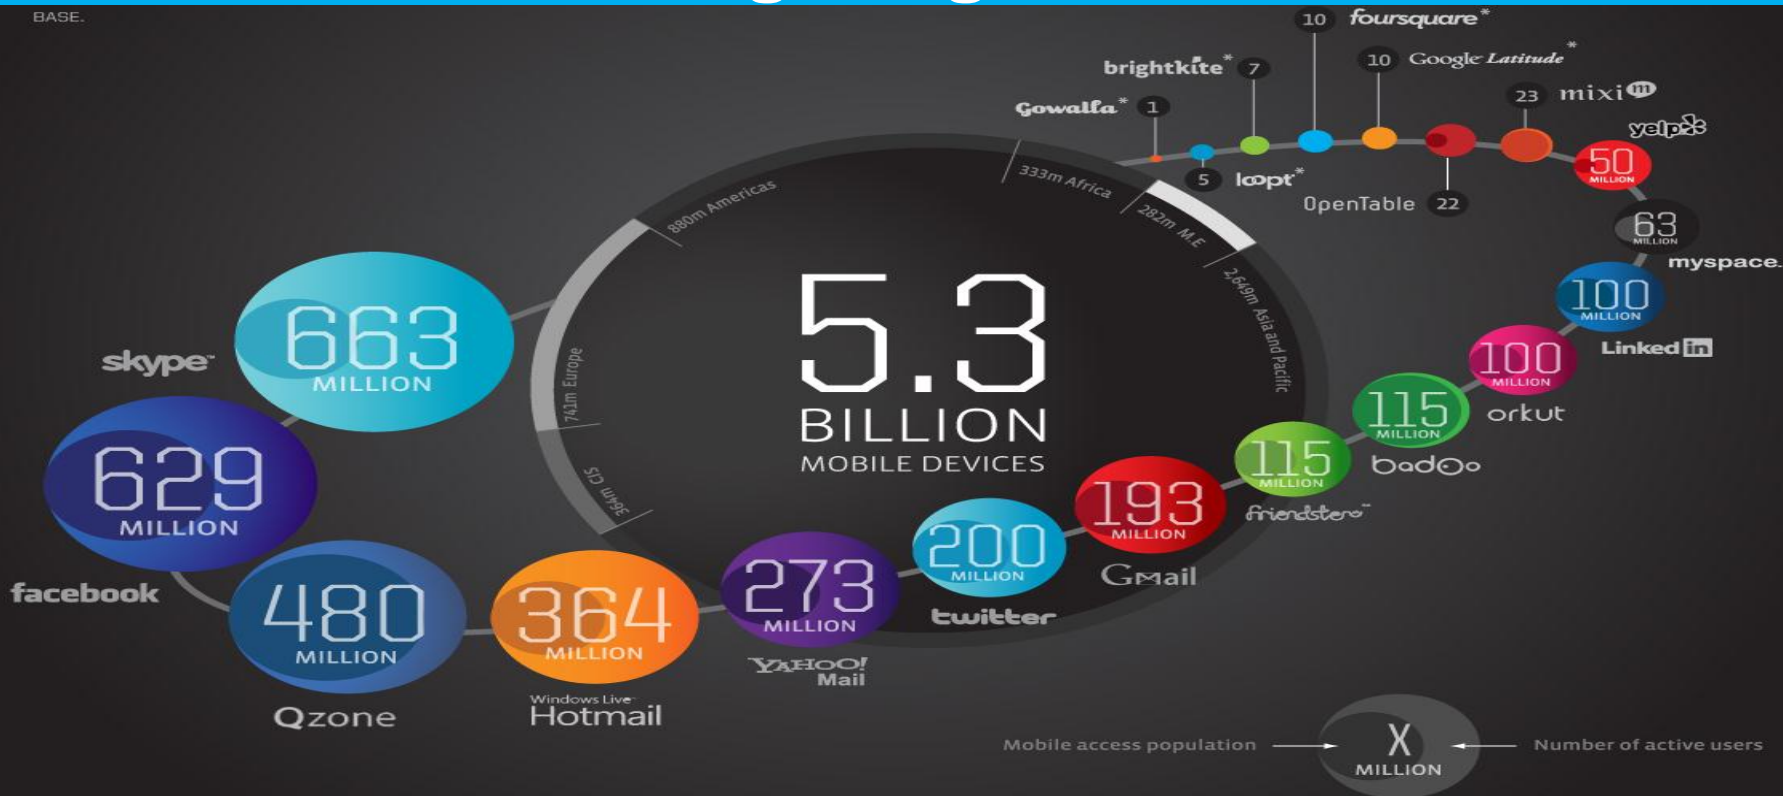 BASE.
10 foursquare*
10 Google Latitude*
brightkite* 7
23 mixi m
Gowalla* 1
yelp
50
MILLION
5 loopt*
OpenTable 22
63
MILLION
myspace.
333m Africa
282m M.E
880m Americas
2,649m Asia and Pacific
741m Europe
364m CIS
5.3
BILLION
MOBILE DEVICES
663
MILLION
skype™
629
MILLION
facebook
480
MILLION
Qzone
364
MILLION
Windows Live™
Hotmail
273
MILLION
YAHOO!
Mail
200
MILLION
twitter
193
MILLION
Gmail
115
MILLION
friendster™
115
MILLION
badoo
100
MILLION
orkut
100
MILLION
Linked in
Mobile access population
X
MILLION
Number of active users